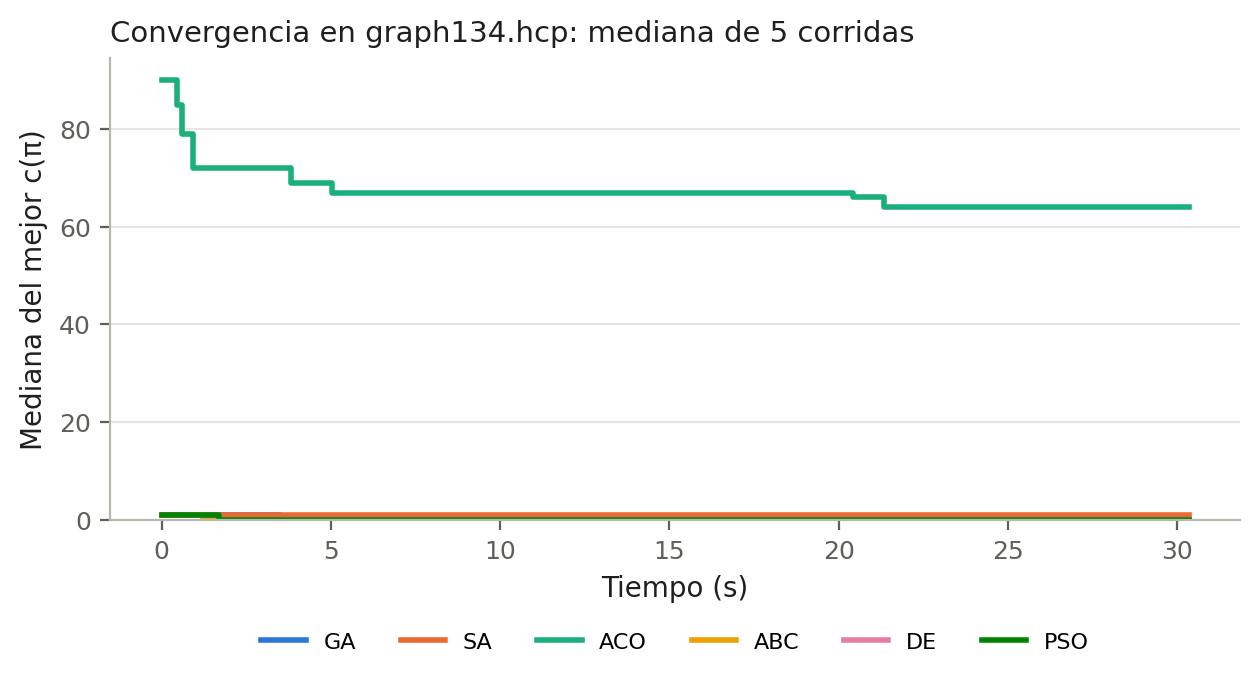 Convergencia en graph134.hcp: mediana de 5 corridas
Mediana del mejor c(π)
80
60
40
20
0
0 5 10 15 20 25 30
Tiempo (s)
GA SA ACO ABC DE PSO